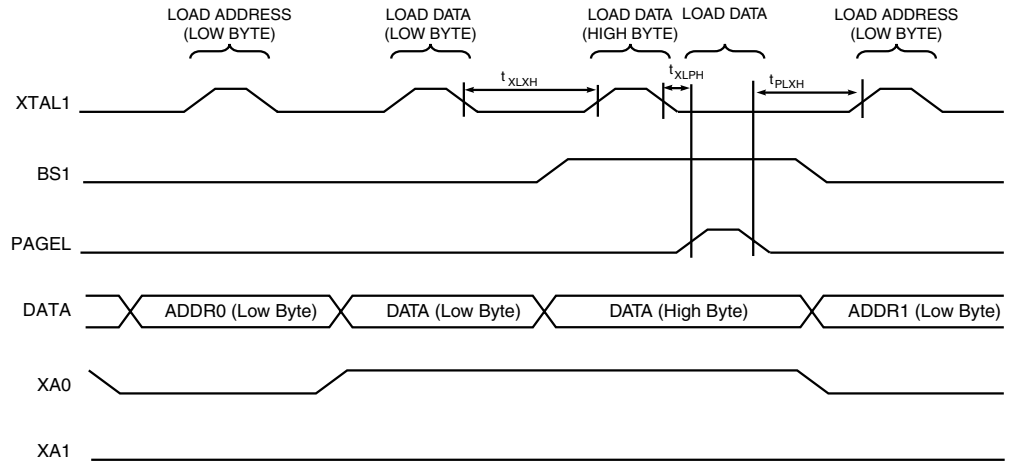 LOAD ADDRESS
(LOW BYTE)
LOAD DATA
(LOW BYTE)
LOAD DATA
(HIGH BYTE)
LOAD DATA
LOAD ADDRESS
(LOW BYTE)
XTAL1
t XLXH
tXLPH
tPLXH
BS1
PAGEL
DATA
ADDR0 (Low Byte)
DATA (Low Byte)
DATA (High Byte)
ADDR1 (Low Byte)
XA0
XA1